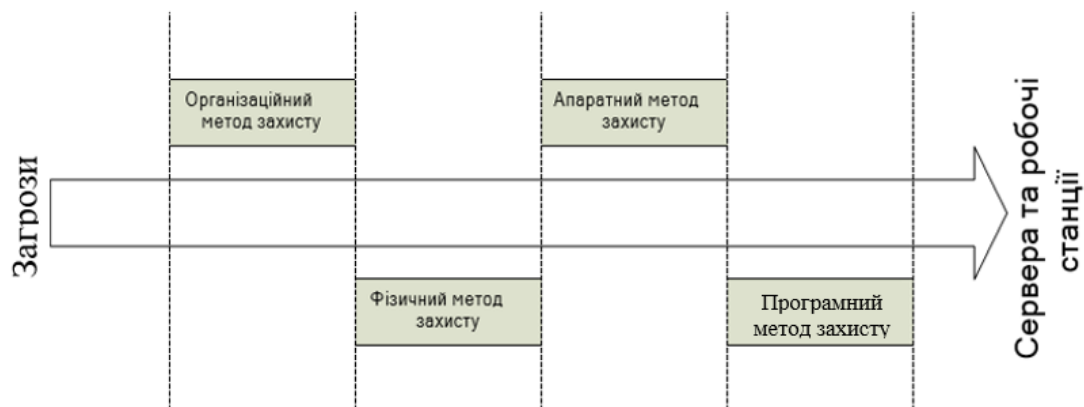 Загрози
Організаційний
метод захисту
Фізичний метод
захисту
Апаратний метод
захисту
Програмний
метод захисту
Сервера та робочі
станції